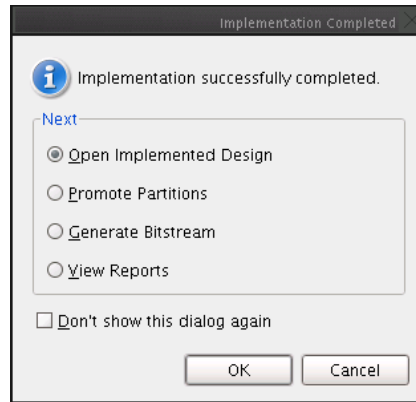 Implementation Completed
Implementation successfully completed.
Next
Open Implemented Design
Promote Partitions
Generate Bitstream
View Reports
Don't show this dialog again
OK
Cancel